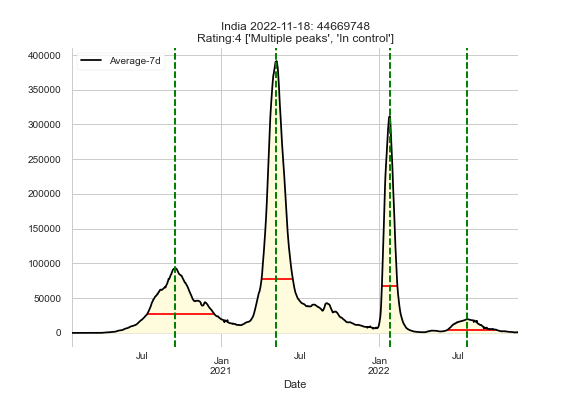 India 2022-11-18: 44669748
Rating:4 ['Multiple peaks', 'In control']
Average-7d
400000
350000
300000
250000
200000
150000
100000
50000
0
Jul
Jan
2021
Jul
Jan
2022
Jul
Date